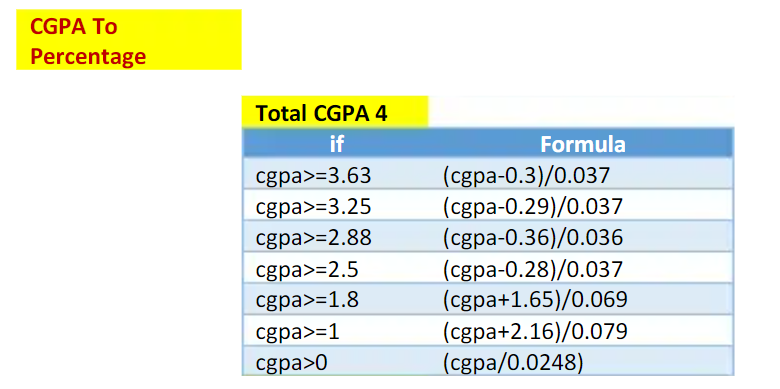 CGPA To
Percentage
Total CGPA 4
if Formula
cgpa>=3.63 (cgpa-0.3)/0.037
cgpa>=3.25 (cgpa-0.29)/0.037
cgpa>=2.88 (cgpa-0.36)/0.036
cgpa>=2.5 (cgpa-0.28)/0.037
cgpa>=1.8 (cgpa+1.65)/0.069
cgpa>=1 (cgpa+2.16)/0.079
cgpa>0 (cgpa/0.0248)